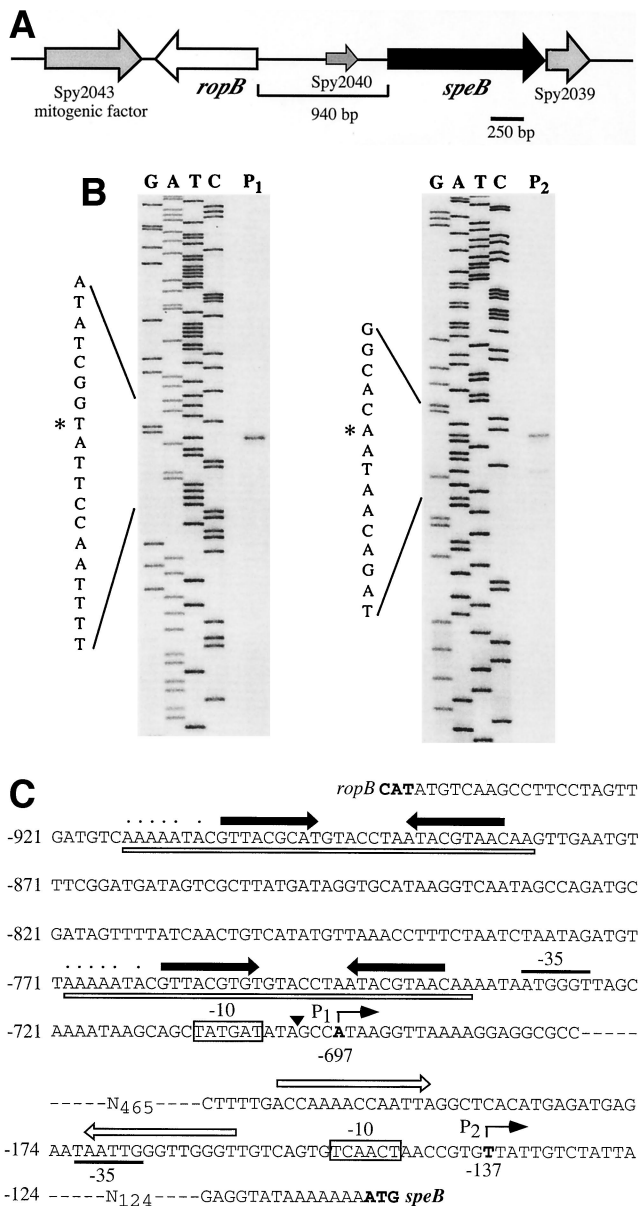 A
Spy2043
mitogenic factor
ropB
Spy2040
speB
Spy2039
940 bp
250 bp
B
G A T C P1
G A T C P2
A
T
A
T
C
G
G
* T
A
T
T
C
C
A
A
T
T
T
T
G
G
C
A
C
* A
A
T
A
A
C
A
G
A
T
C
ropB CATATGTCAAGCCTTCCTAGTT
-921 GATGTCAAAAATACGTTACGCATGTACCTAATACGTAACAAGTTGAATGT
-871 TTCGGATGATAGTCGCTTATGATAGGTGCATAAGGTCAATAGCCAGATGC
-821 GATAGTTTTATCAACTGTCATATGTTAAACCTTTCTAATCTAATAGATGT
-35
-771 TAAAAATACGTTACGTGTGTACCTAATACGTAACAAAATAATGGGTTAGC
-10 P1
-721 AAAATAAGCAGCTATGATATAGCCATAAGGTTAAAAGGAGGCGCC-----
-697
-----N465-----CTTTTGACCAAAACCAATTAGGCTCACATGAGATGAG
-10 P2
-174 AATAATTGGGTTGGGTTGTCAGTGTCAACTAACCGTGTTATTGTCTATTA
-35 -137
-124 -----N124-----GAGGTATAAAAAAAATG speB